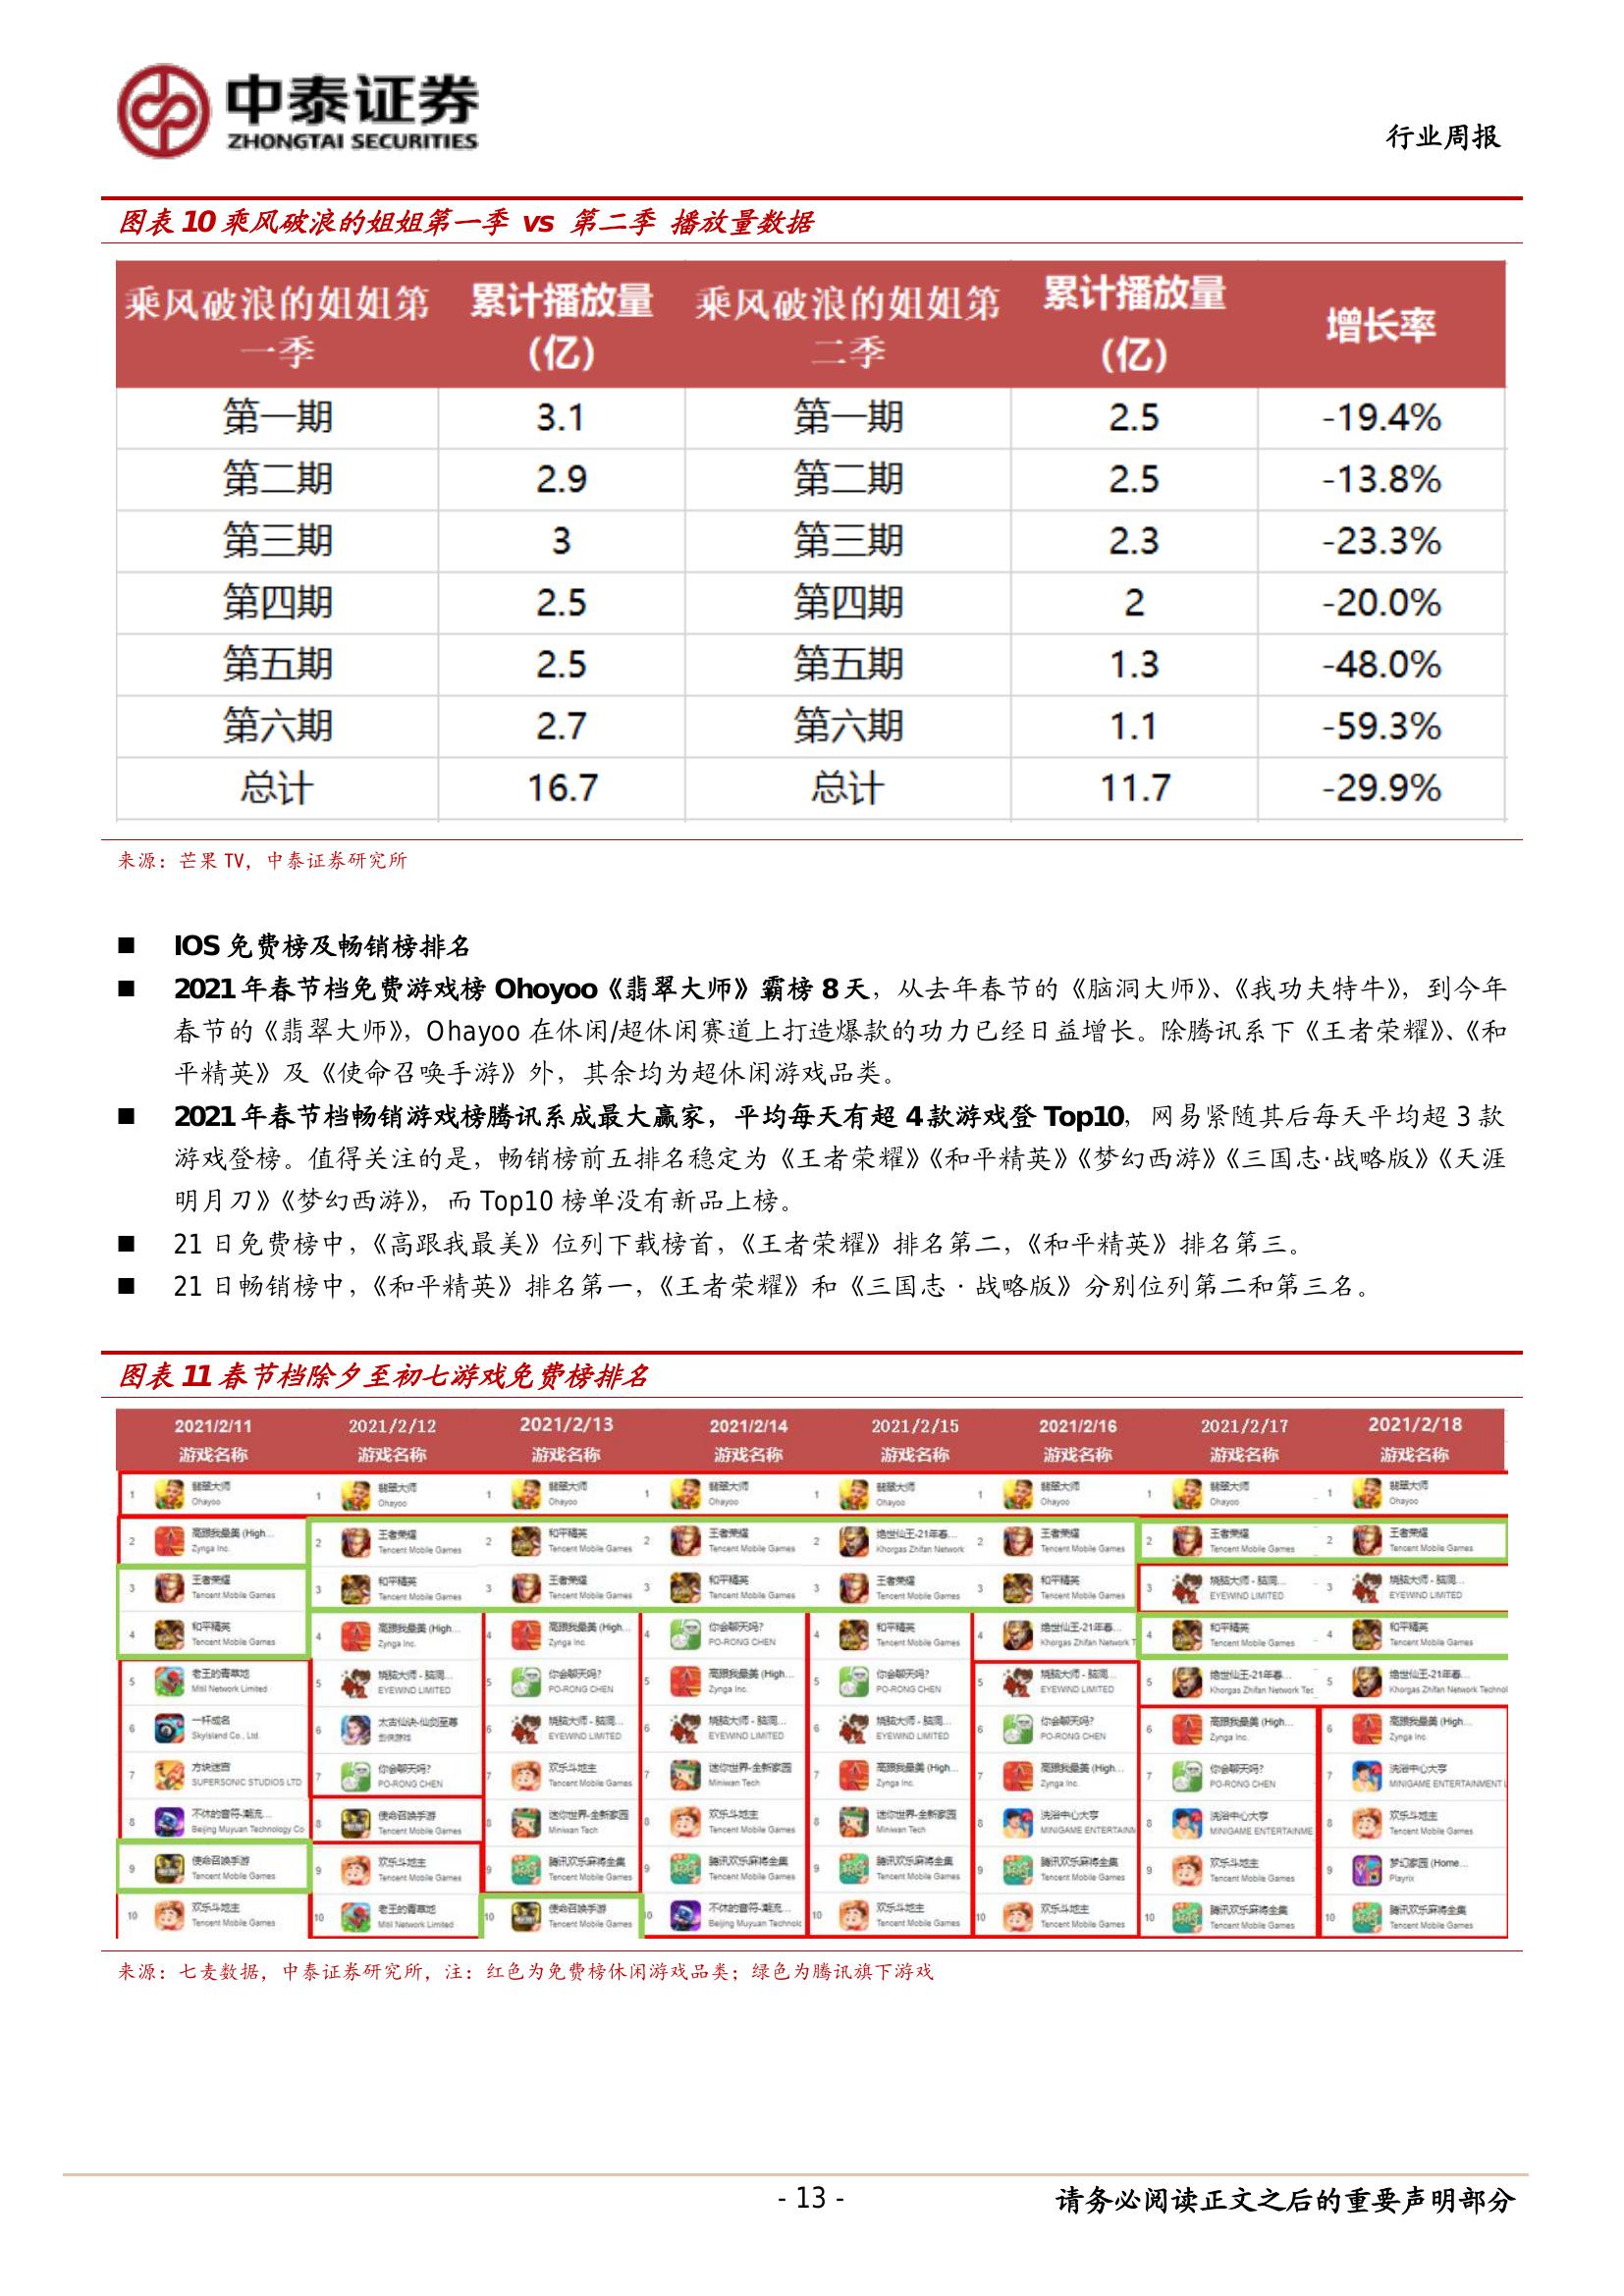 中泰证券
ZHONGTAI SECURITIES
行业周报
图表 10 乘风破浪的姐姐第一季 vs 第二季 播放量数据
乘风破浪的姐姐第一季 累计播放量(亿) 乘风破浪的姐姐第二季 累计播放量(亿) 增长率
第一期 3.1 第一期 2.5 -19.4%
第二期 2.9 第二期 2.5 -13.8%
第三期 3 第三期 2.3 -23.3%
第四期 2.5 第四期 2 -20.0%
第五期 2.5 第五期 1.3 -48.0%
第六期 2.7 第六期 1.1 -59.3%
总计 16.7 总计 11.7 -29.9%
来源：芒果 TV，中泰证券研究所
■ IOS 免费榜及畅销榜排名
■ 2021 年春节档免费游戏榜 Ohoyoo《翡翠大师》霸榜 8 天，从去年春节的《脑洞大师》、《我功夫特牛》，到今年
春节的《翡翠大师》，Ohayoo 在休闲/超休闲赛道上打造爆款的功力已经日益增长。除腾讯系下《王者荣耀》、《和
平精英》及《使命召唤手游》外，其余均为超休闲游戏品类。
■ 2021 年春节档畅销游戏榜腾讯系成最大赢家，平均每天有超 4 款游戏登 Top10，网易紧随其后每天平均超 3 款
游戏登榜。值得关注的是，畅销榜前五排名稳定为《王者荣耀》《和平精英》《梦幻西游》《三国志·战略版》《天涯
明月刀》《梦幻西游》，而 Top10 榜单没有新品上榜。
■ 21 日免费榜中，《高跟我最美》位列下载榜首，《王者荣耀》排名第二，《和平精英》排名第三。
■ 21 日畅销榜中，《和平精英》排名第一，《王者荣耀》和《三国志·战略版》分别位列第二和第三名。
图表 11 春节档除夕至初七游戏免费榜排名
2021/2/11 2021/2/12 2021/2/13 2021/2/14 2021/2/15 2021/2/16 2021/2/17 2021/2/18
游戏名称 游戏名称 游戏名称 游戏名称 游戏名称 游戏名称 游戏名称 游戏名称
1 翡翠大师 1 翡翠大师 1 翡翠大师 1 翡翠大师 1 翡翠大师 1 翡翠大师 1 翡翠大师 1 翡翠大师
Ohayoo Ohayoo Ohayoo Ohayoo Ohayoo Ohayoo Ohayoo Ohayoo
2 高跟我最美 (High... 2 王者荣耀 2 和平精英 2 王者荣耀 2 绝世仙王-21年春... 2 王者荣耀 2 王者荣耀 2 王者荣耀
Zynga Inc. Tencent Mobile Games Tencent Mobile Games Tencent Mobile Games Khorgas Zhifan Network Tencent Mobile Games Tencent Mobile Games Tencent Mobile Games
3 王者荣耀 3 和平精英 3 王者荣耀 3 和平精英 3 王者荣耀 3 和平精英 3 烧脑大师 - 脑洞... 3 烧脑大师 - 脑洞...
Tencent Mobile Games Tencent Mobile Games Tencent Mobile Games Tencent Mobile Games Tencent Mobile Games Tencent Mobile Games EYEWIND LIMITED EYEWIND LIMITED
4 和平精英 4 高跟我最美 (High... 4 高跟我最美 (High... 4 你会聊天吗? 4 和平精英 4 绝世仙王-21年春... 4 和平精英 4 和平精英
Tencent Mobile Games Zynga Inc. Zynga Inc. PO-RONG CHEN Tencent Mobile Games Khorgas Zhifan Network T Tencent Mobile Games Tencent Mobile Games
5 老王的青草地 5 烧脑大师 - 脑洞... 5 你会聊天吗? 5 高跟我最美 (High... 5 你会聊天吗? 5 烧脑大师 - 脑洞... 5 绝世仙王-21年春... 5 绝世仙王-21年春...
Mitil Network Limited EYEWIND LIMITED PO-RONG CHEN Zynga Inc. PO-RONG CHEN EYEWIND LIMITED Khorgas Zhifan Network Tec Khorgas Zhifan Network Technol
6 一杆成名 6 太古仙诀-仙剑至尊 6 烧脑大师 - 脑洞... 6 烧脑大师 - 脑洞... 6 烧脑大师 - 脑洞... 6 你会聊天吗? 6 高跟我最美 (High... 6 高跟我最美 (High...
Skyisland Co., Ltd. EYEWIND LIMITED EYEWIND LIMITED EYEWIND LIMITED PO-RONG CHEN Zynga Inc. Zynga Inc.
7 方块迷宫 7 你会聊天吗? 7 欢乐斗地主 7 迷你世界-全新家园 7 高跟我最美 (High... 7 高跟我最美 (High... 7 你会聊天吗? 7 洗浴中心大亨
SUPERSONIC STUDIOS LTD PO-RONG CHEN Tencent Mobile Games Miniwan Tech Zynga Inc. Zynga Inc. PO-RONG CHEN MINIGAME ENTERTAINMENT L
8 不休的音符-潮流... 8 使命召唤手游 8 迷你世界-全新家园 8 欢乐斗地主 8 迷你世界-全新家园 8 洗浴中心大亨 8 洗浴中心大亨 8 欢乐斗地主
Beijing Muyuan Technology Co Tencent Mobile Games Miniwan Tech Tencent Mobile Games Miniwan Tech MINIGAME ENTERTAINM MINIGAME ENTERTAINME Tencent Mobile Games
9 使命召唤手游 9 欢乐斗地主 9 腾讯欢乐麻将全集 9 腾讯欢乐麻将全集 9 腾讯欢乐麻将全集 9 腾讯欢乐麻将全集 9 欢乐斗地主 9 梦幻家园 (Home...
Tencent Mobile Games Tencent Mobile Games Tencent Mobile Games Tencent Mobile Games Tencent Mobile Games Tencent Mobile Games Tencent Mobile Games Playrix
10 欢乐斗地主 10 老王的青草地 10 使命召唤手游 10 不休的音符-潮流... 10 欢乐斗地主 10 欢乐斗地主 10 腾讯欢乐麻将全集 10 腾讯欢乐麻将全集
Tencent Mobile Games Mitil Network Limited Tencent Mobile Games Beijing Muyuan Technolo Tencent Mobile Games Tencent Mobile Games Tencent Mobile Games Tencent Mobile Games
来源：七麦数据，中泰证券研究所，注：红色为免费榜休闲游戏品类；绿色为腾讯旗下游戏
- 13 -
请务必阅读正文之后的重要声明部分